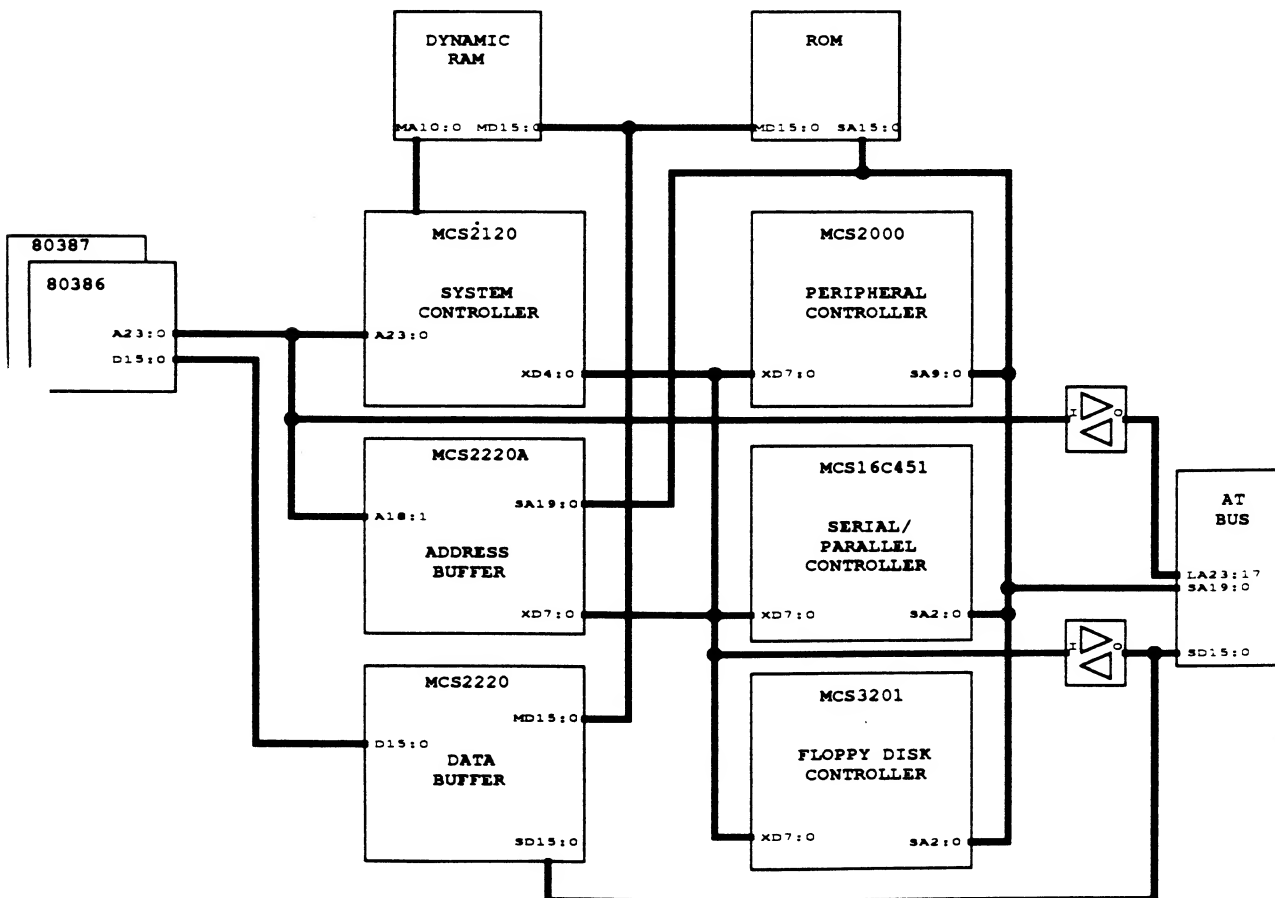 DYNAMIC
RAM
MA10:0 MD15:0
ROM
MD15:0 SA15:0
80387
80386
A23:0
D15:0
MCS2120
SYSTEM
CONTROLLER
A23:0
XD4:0
MCS2000
PERIPHERAL
CONTROLLER
XD7:0 SA9:0
MCS2220A
SA19:0
A18:1
ADDRESS
BUFFER
XD7:0
MCS16C451
SERIAL/
PARALLEL
CONTROLLER
XD7:0 SA2:0
H O
AT
BUS
LA23:17
SA19:0
SD15:0
H O
MCS2220
MD15:0
D15:0
DATA
BUFFER
SD15:0
MCS3201
FLOPPY DISK
CONTROLLER
XD7:0 SA2:0